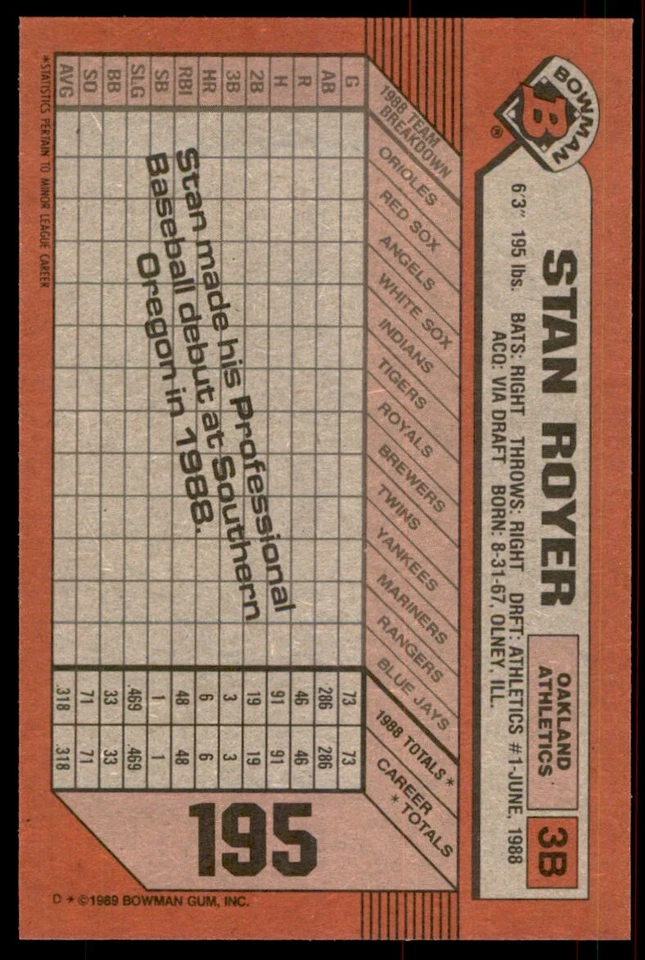 BOWMAN
B
®
STAN ROYER
OAKLAND
ATHLETICS
3B
6'3" 195 lbs. BATS: RIGHT THROWS: RIGHT DRFT: ATHLETICS #1-JUNE, 1988
ACQ: VIA DRAFT BORN: 8-31-67, OLNEY, ILL.
1988 TEAM
BREAKDOWN
ORIOLES
RED SOX
ANGELS
WHITE SOX
INDIANS
TIGERS
ROYALS
BREWERS
TWINS
YANKEES
MARINERS
RANGERS
BLUE JAYS
1988 TOTALS*
CAREER
* TOTALS
G 73 73
AB 286 286
R 46 46
H 91 91
2B 19 19
3B 3 3
HR 6 6
RBI 48 48
SB 1 1
SLG .469 .469
BB 33 33
SO 71 71
AVG .318 .318
Stan made his Professional
Baseball debut at Southern
Oregon in 1988.
195
*STATISTICS PERTAIN TO MINOR LEAGUE CAREER
D * ©1989 BOWMAN GUM, INC.